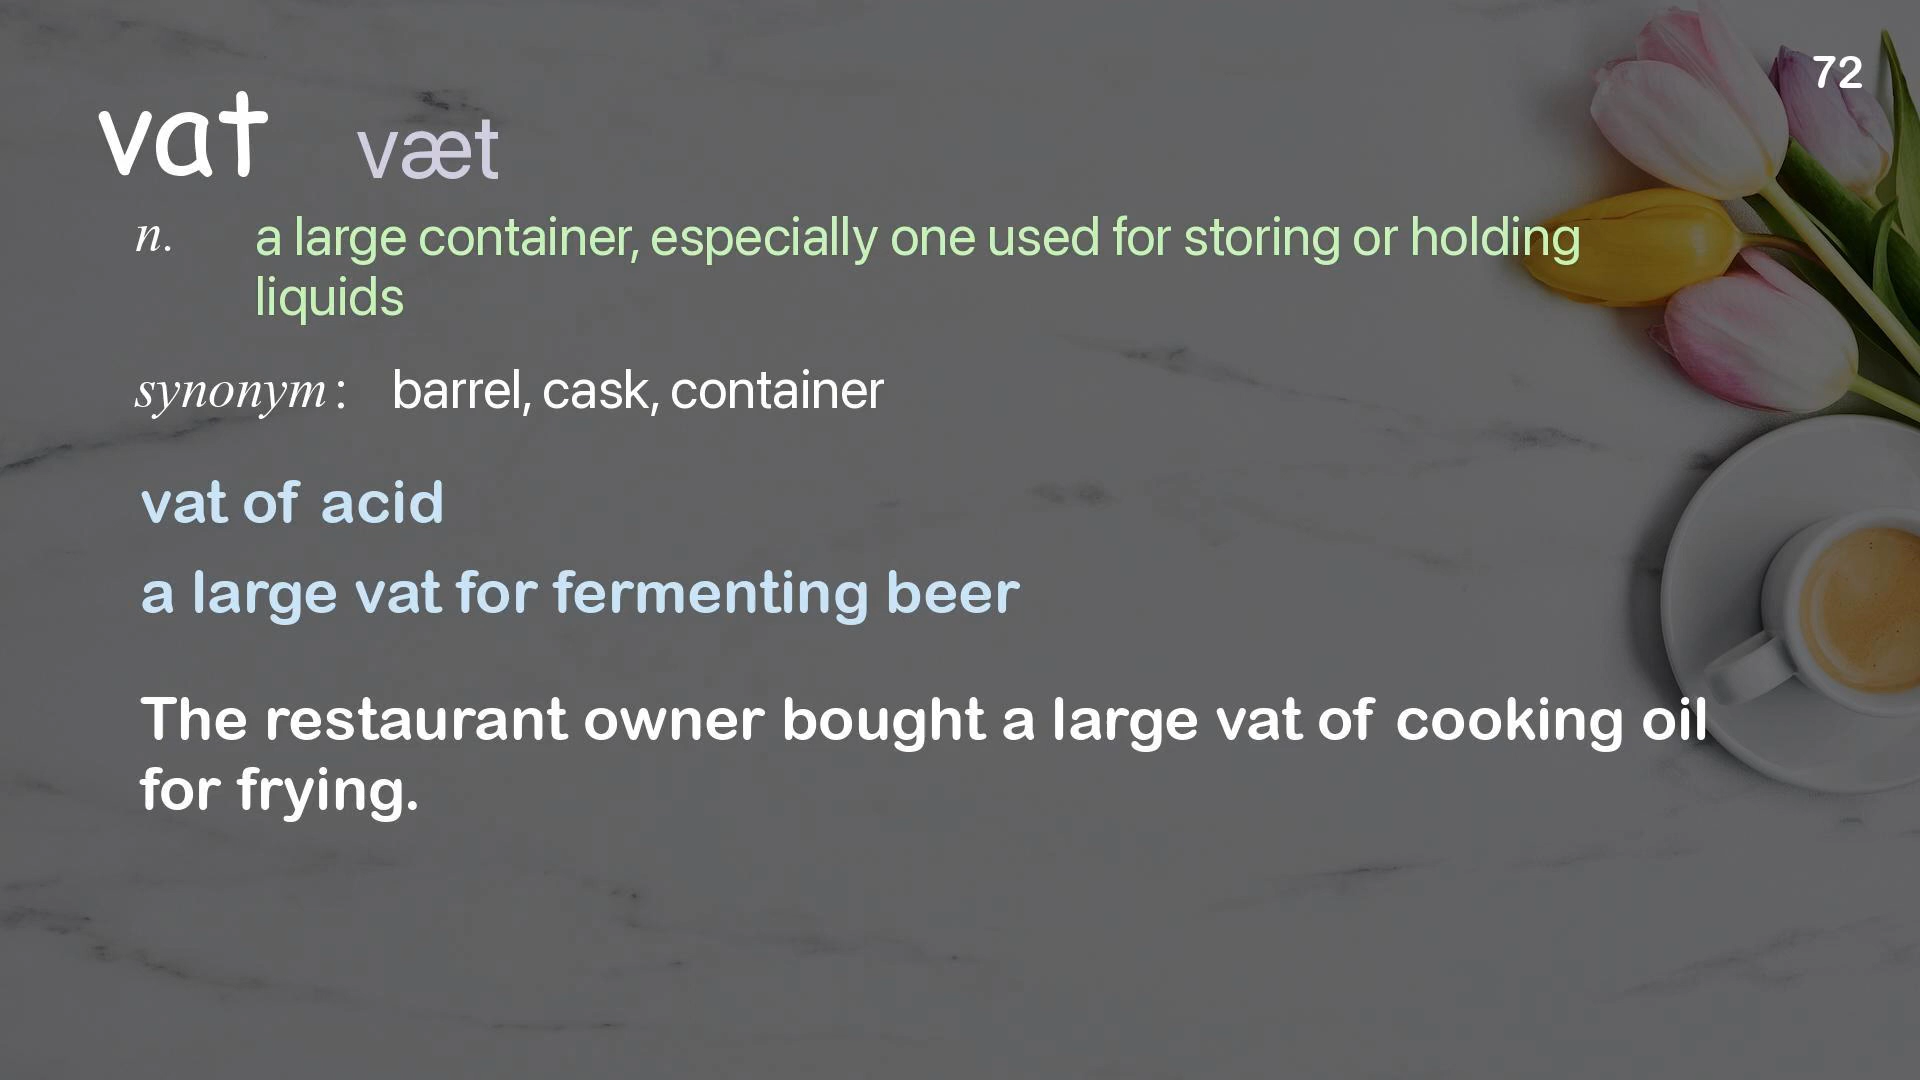 72
vat væt
n. a large container, especially one used for storing or holding
liquids
synonym: barrel, cask, container
vat of acid
a large vat for fermenting beer
The restaurant owner bought a large vat of cooking oil
for frying.